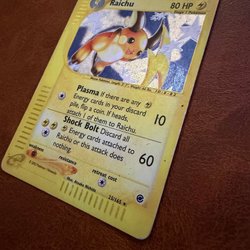 Raichu 80 HP
Plasma If there are any
Energy cards in your discard
pile, flip a coin. If heads,
attach 1 of them to Raichu.
10
Shock Bolt Discard all
Energy cards attached to
Raichu or this attack does
nothing.
60
weakness
resistance
retreat cost